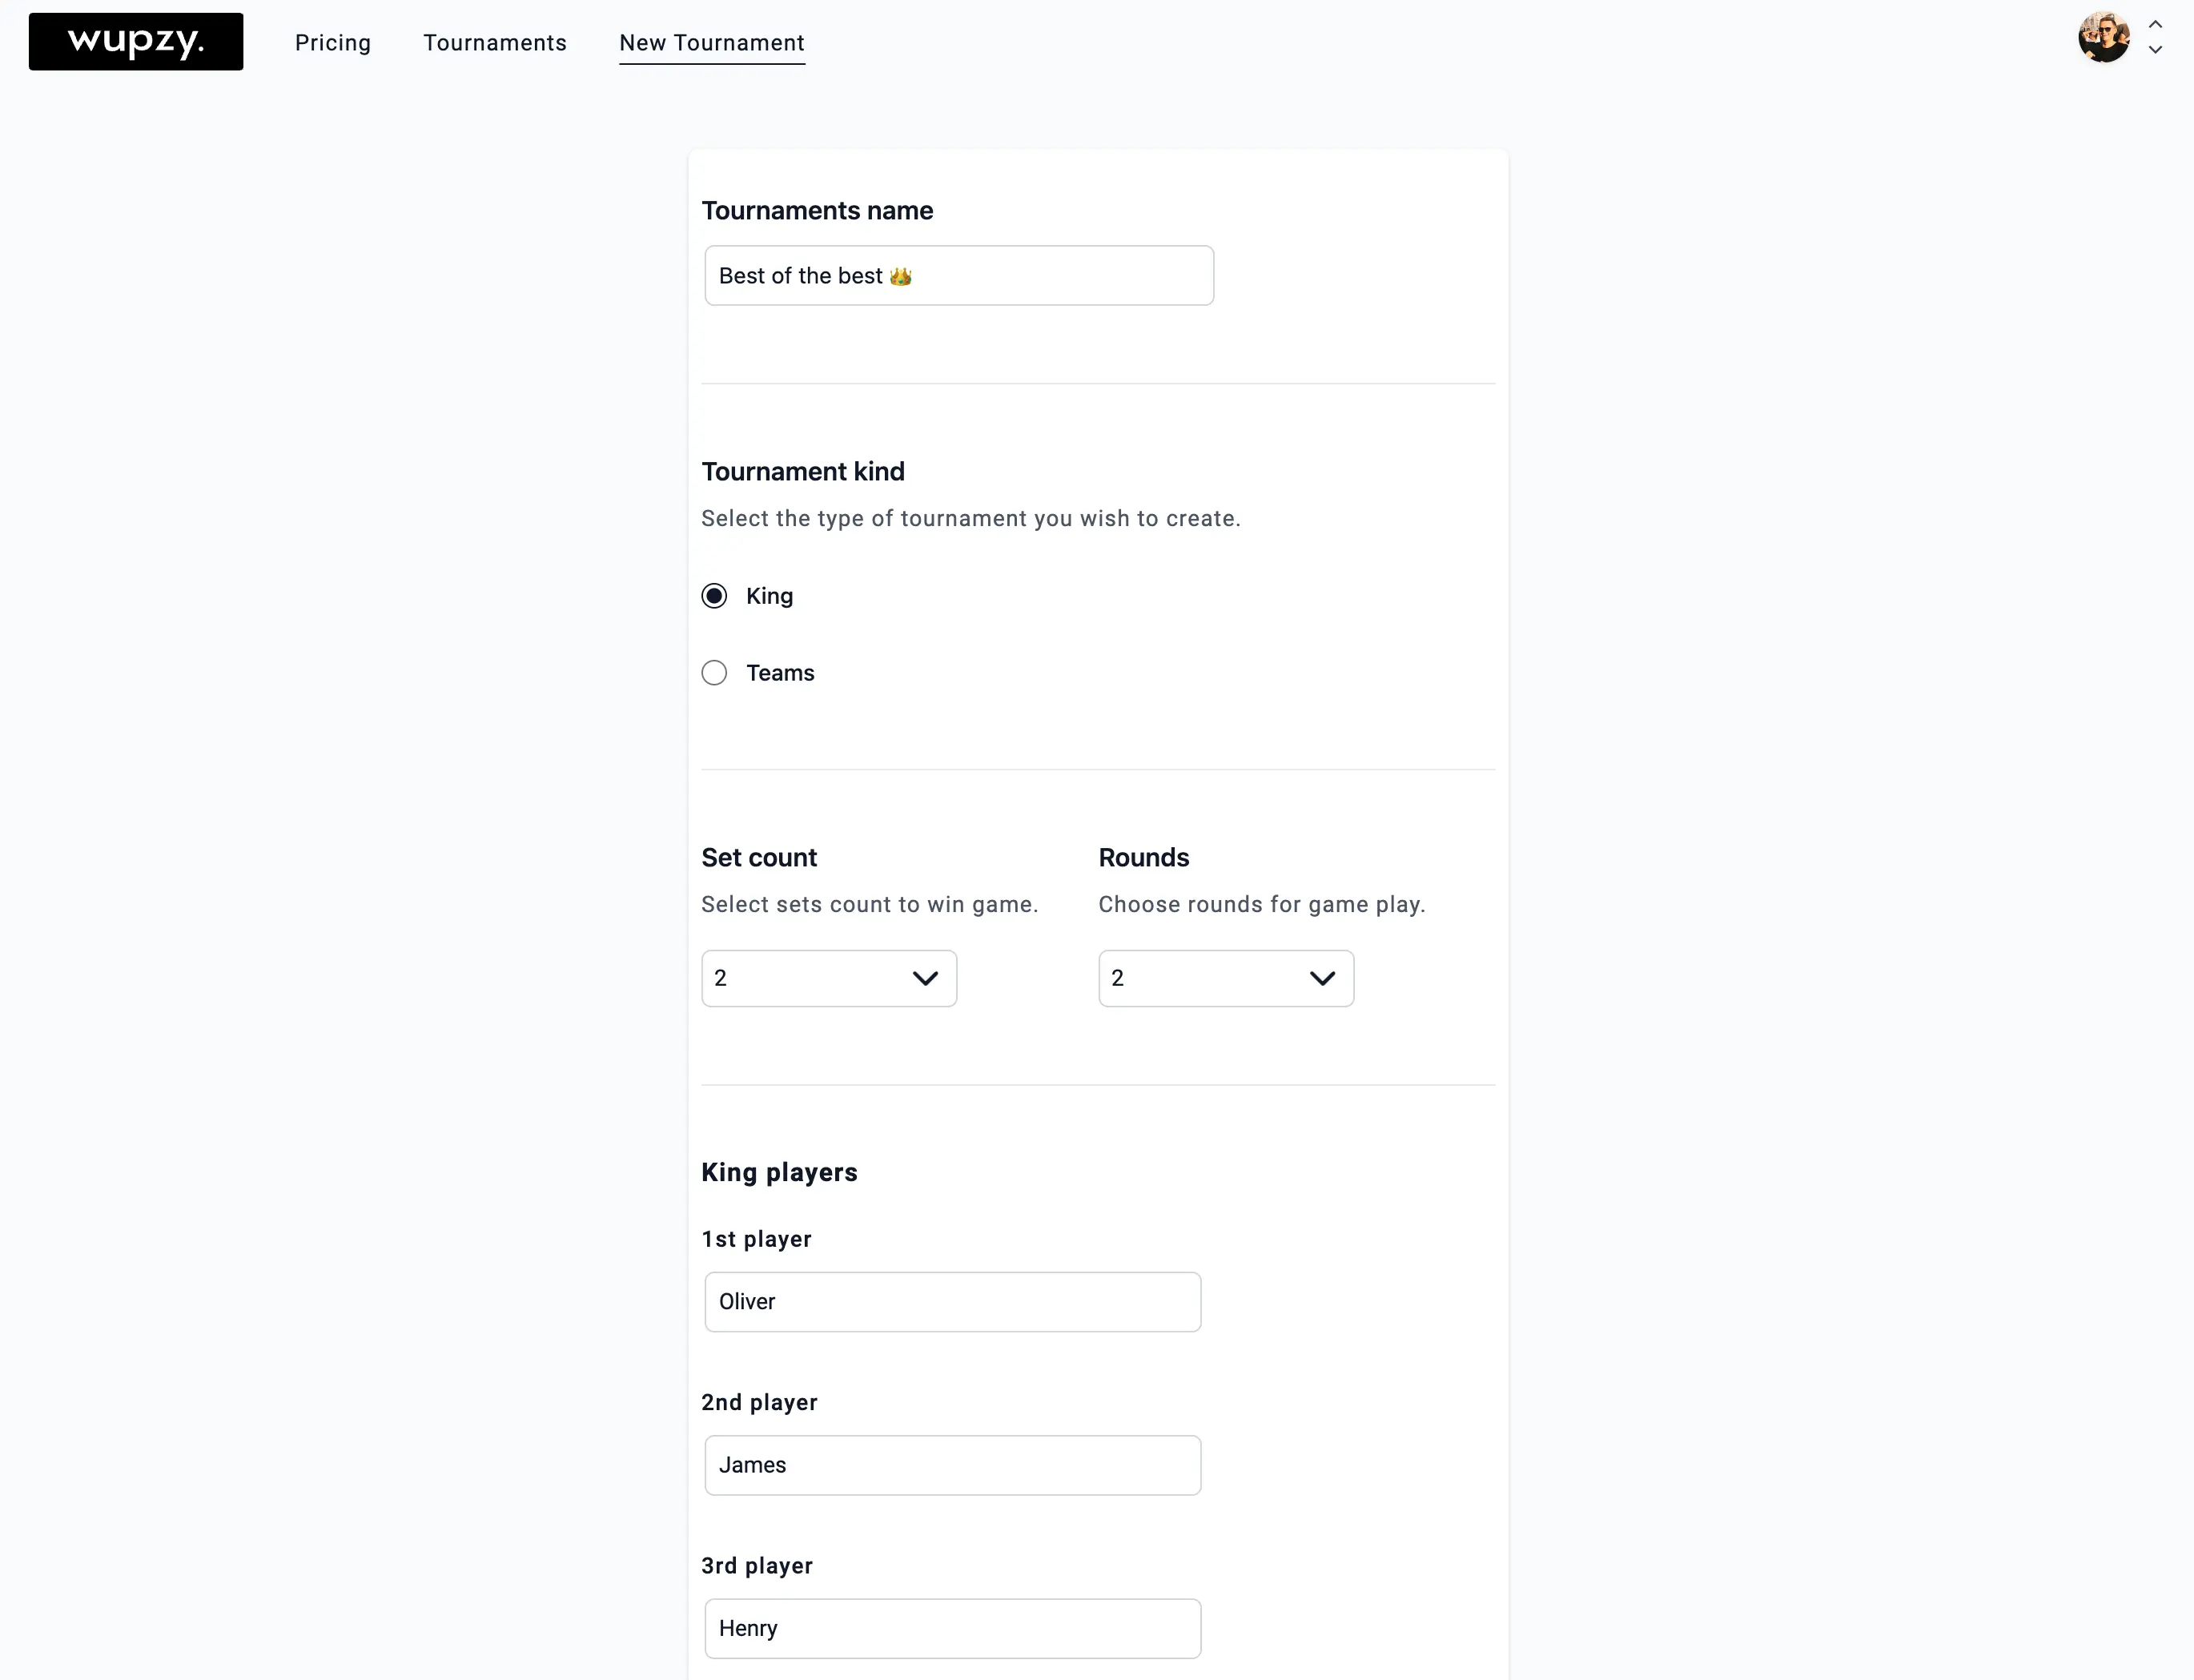 wupzy.
Pricing
Tournaments
New Tournament
Tournaments name
Best of the best 👑
Tournament kind
Select the type of tournament you wish to create.
King
Teams
Set count
Select sets count to win game.
2
Rounds
Choose rounds for game play.
2
King players
1st player
Oliver
2nd player
James
3rd player
Henry